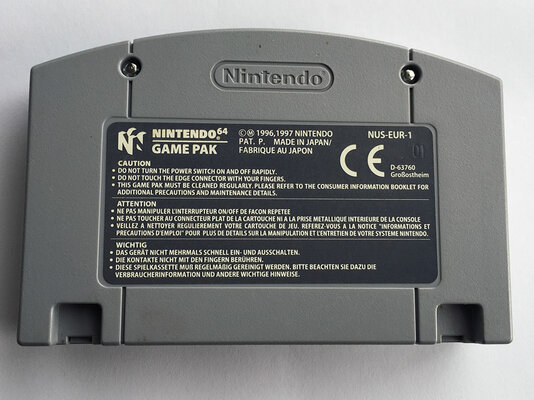 Nintendo
NINTENDO 64
GAME PAK
©Ⓜ 1996,1997 NINTENDO
PAT. P. MADE IN JAPAN/
FABRIQUE AU JAPON
NUS-EUR-1
01
CE
D-63760
Großostheim
CAUTION
• DO NOT TURN THE POWER SWITCH ON AND OFF RAPIDLY.
• DO NOT TOUCH THE EDGE CONNECTOR WITH YOUR FINGERS.
• THIS GAME PAK MUST BE CLEANED REGULARLY. PLEASE REFER TO THE CONSUMER INFORMATION BOOKLET FOR
ADDITIONAL PRECAUTIONS AND MAINTENANCE DETAILS.
ATTENTION
• NE PAS MANIPULER L'INTERRUPTEUR ON/OFF DE FACON REPETEE
• NE PAS TOUCHER AU CONNECTEUR PLAT DE LA CARTOUCHE NI A LA PRISE METALLIQUE INTERIEURE DE LA CONSOLE
• VEILLEZ A NETTOYER REGULIEREMENT VOTRE CARTOUCHE DE JEU. REFEREZ-VOUS A LA NOTICE "INFORMATIONS ET
PRECAUTIONS D'EMPLOI" POUR PLUS DE DETAILS SUR LA MANIPULATION ET L'ENTRETIEN DE VOTRE SYSTEME NINTENDO.
WICHTIG
• DAS GERÄT NICHT MEHRMALS SCHNELL EIN- UND AUSSCHALTEN.
• DIE KONTAKTE NICHT MIT DEN FINGERN BERÜHREN.
• DIESE SPIELKASSETTE MUß REGELMÄßIG GEREINIGT WERDEN. BITTE BEACHTEN SIE DAZU DIE
VERBRAUCHERINFORMATION UND ANDERE WICHTIGE HINWEISE.